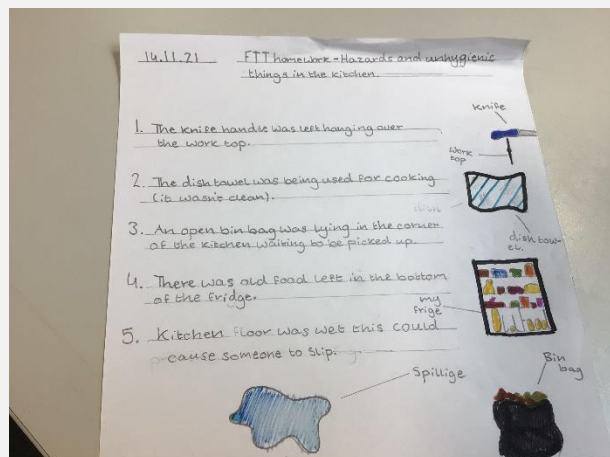 14.11.21 FTT homework - Hazards and unhygienic
things in the kitchen.
1. The knife handle was left hanging over
the work top.
knife
work
top
2. The dish towel was being used for cooking
(it wasn't clean).
dish tow-
el.
3. An open bin bag was lying in the corner
of the kitchen waiting to be picked up.
4. There was old food left in the bottom
of the fridge.
my
frige
5. Kitchen floor was wet this could
cause someone to slip.
Spillige
Bin
bag